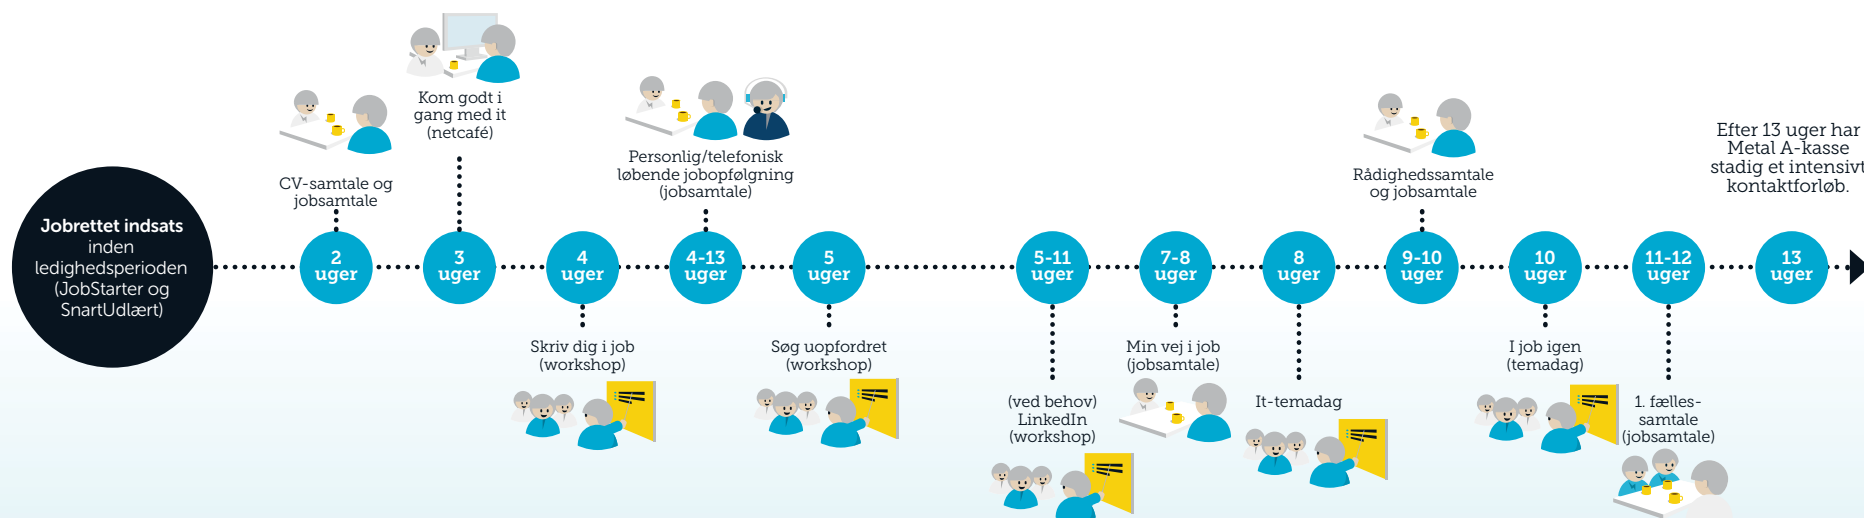 Jobrettet indsats
inden
ledighedsperioden
(JobStarter og
SnartUdlært)
CV-samtale og
jobsamtale
2
uger
Kom godt i
gang med it
(netcafé)
3
uger
4
uger
Skriv dig i job
(workshop)
Personlig/telefonisk
løbende jobopfølgning
(jobsamtale)
4-13
uger
5
uger
Søg uopfordret
(workshop)
5-11
uger
(ved behov)
LinkedIn
(workshop)
7-8
uger
Min vej i job
(jobsamtale)
8
uger
It-temadag
Rådighedssamtale
og jobsamtale
9-10
uger
10
uger
I job igen
(temadag)
11-12
uger
1. fælles-
samtale
(jobsamtale)
Efter 13 uger har
Metal A-kasse
stadig et intensivt
kontaktforløb.
13
uger